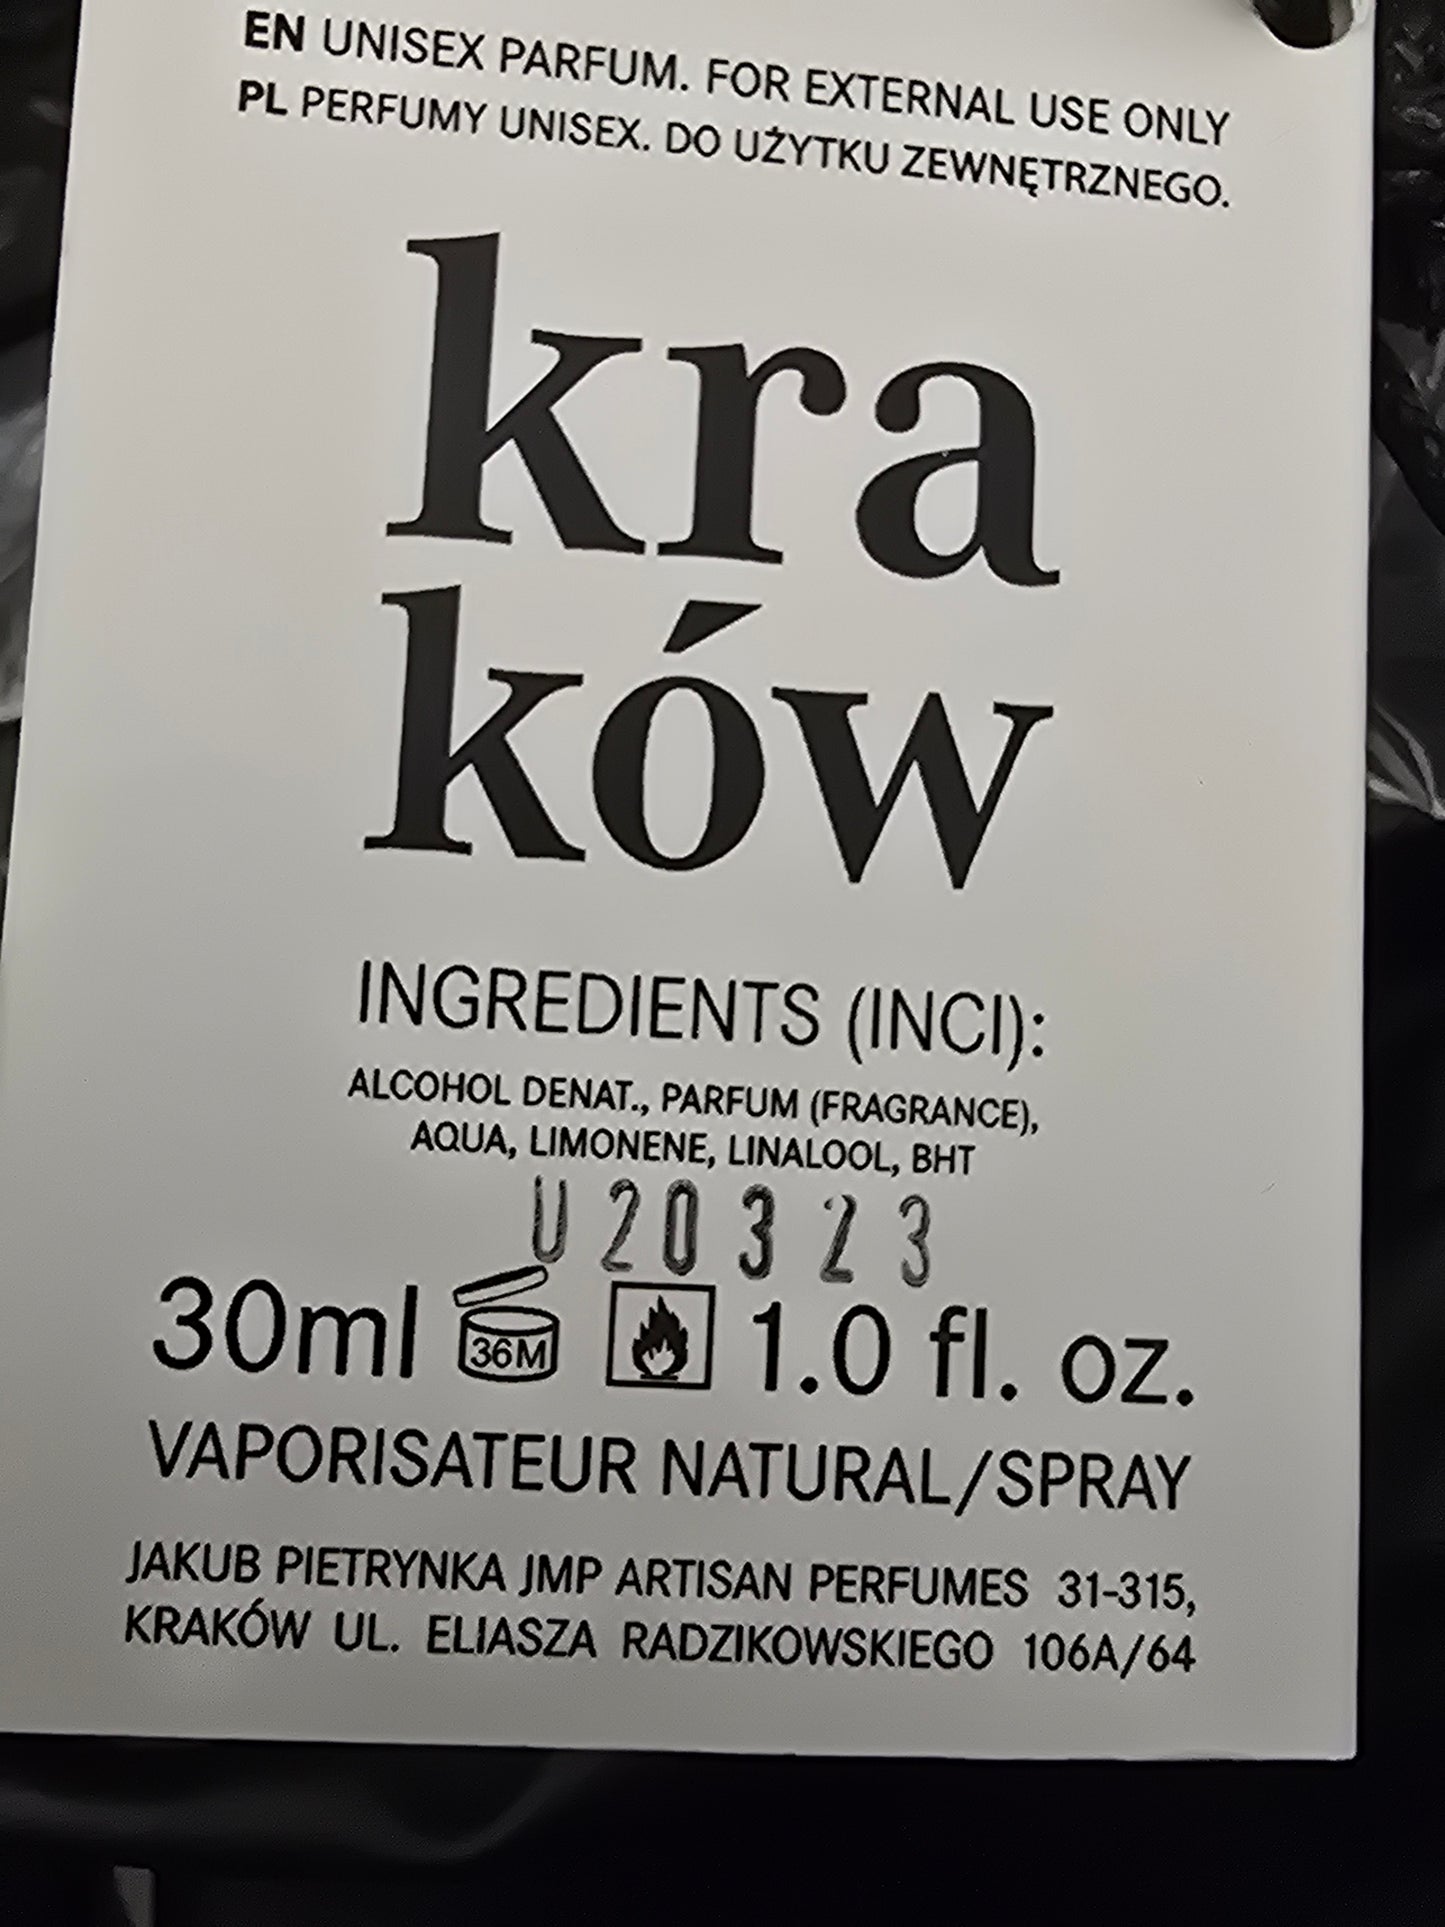 EN UNISEX PARFUM. FOR EXTERNAL USE ONLY
PL PERFUMY UNISEX. DO UŻYTKU ZEWNĘTRZNEGO.
kra
ków
INGREDIENTS (INCI):
ALCOHOL DENAT., PARFUM (FRAGRANCE),
AQUA, LIMONENE, LINALOOL, BHT
U20323
30ml 36M 1.0 fl. oz.
VAPORISATEUR NATURAL/SPRAY
JAKUB PIETRYNKA JMP ARTISAN PERFUMES 31-315,
KRAKÓW UL. ELIASZA RADZIKOWSKIEGO 106A/64